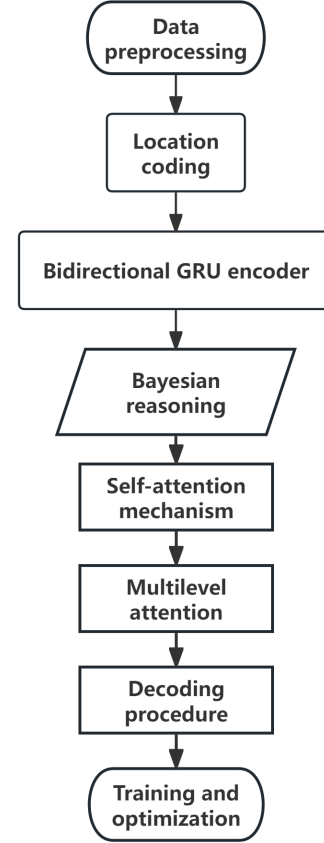 Data
preprocessing
Location
coding
Bidirectional GRU encoder
Bayesian
reasoning
Self-attention
mechanism
Multilevel
attention
Decoding
procedure
Training and
optimization